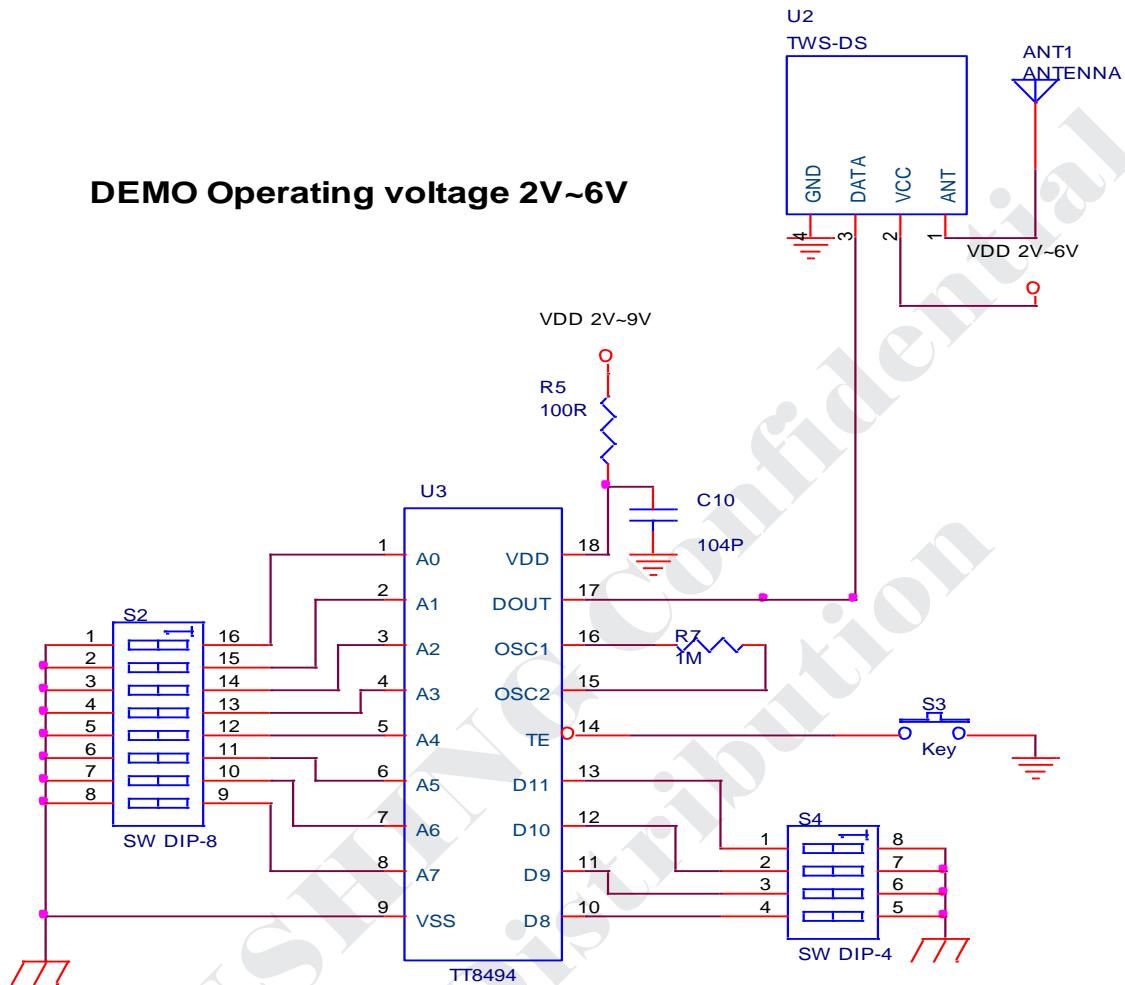 U2
TWS-DS
ANT1
ANTENNA
GND
DATA
VCC
ANT
4
3
2
1
DEMO Operating voltage 2V~6V
VDD 2V~6V
VDD 2V~9V
R5
100R
U3
C10
104P
1
A0
VDD
18
2
A1
DOUT
17
3
A2
OSC1
16
R7
1M
4
A3
OSC2
15
5
A4
TE
14
S3
Key
6
A5
D11
13
7
A6
D10
12
8
A7
D9
11
9
VSS
D8
10
TT8494
S2
1
16
2
15
3
14
4
13
5
12
6
11
7
10
8
9
SW DIP-8
S4
1
8
2
7
3
6
4
5
SW DIP-4
SHING Confidential
Distribution